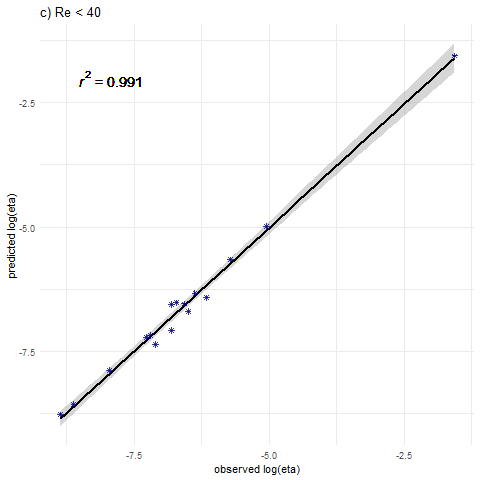 c) Re < 40
r² = 0.991
-2.5
-5.0
-7.5
predicted log(eta)
-7.5
-5.0
-2.5
observed log(eta)